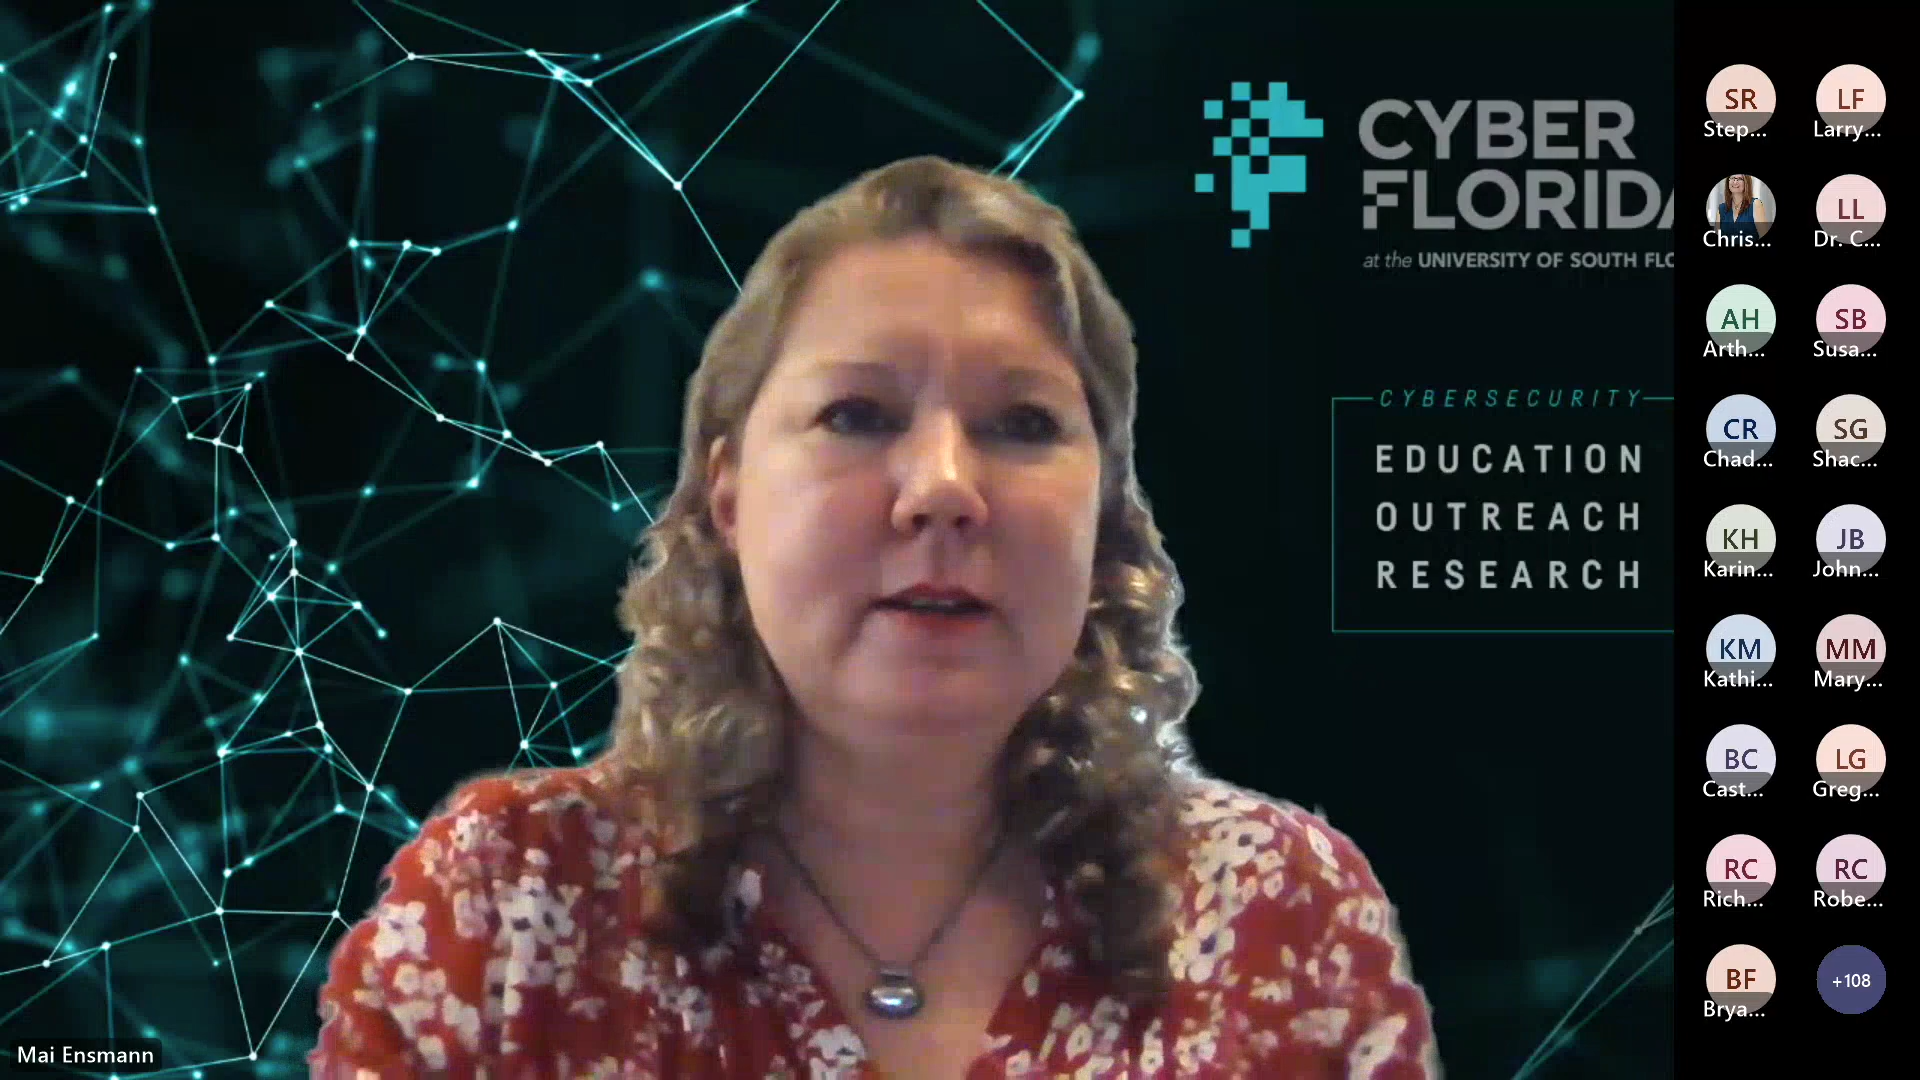 CYBER
FLORIDA
at the UNIVERSITY OF SOUTH FLO
CYBERSECURITY
EDUCATION
OUTREACH
RESEARCH
Mai Ensmann
SR LF
Step... Larry...
Chris... LL
Dr. C...
AH SB
Arth... Susa...
CR SG
Chad... Shac...
KH JB
Karin... John...
KM MM
Kathi... Mary...
BC LG
Cast... Greg...
RC RC
Rich... Robe...
BF +108
Brya...